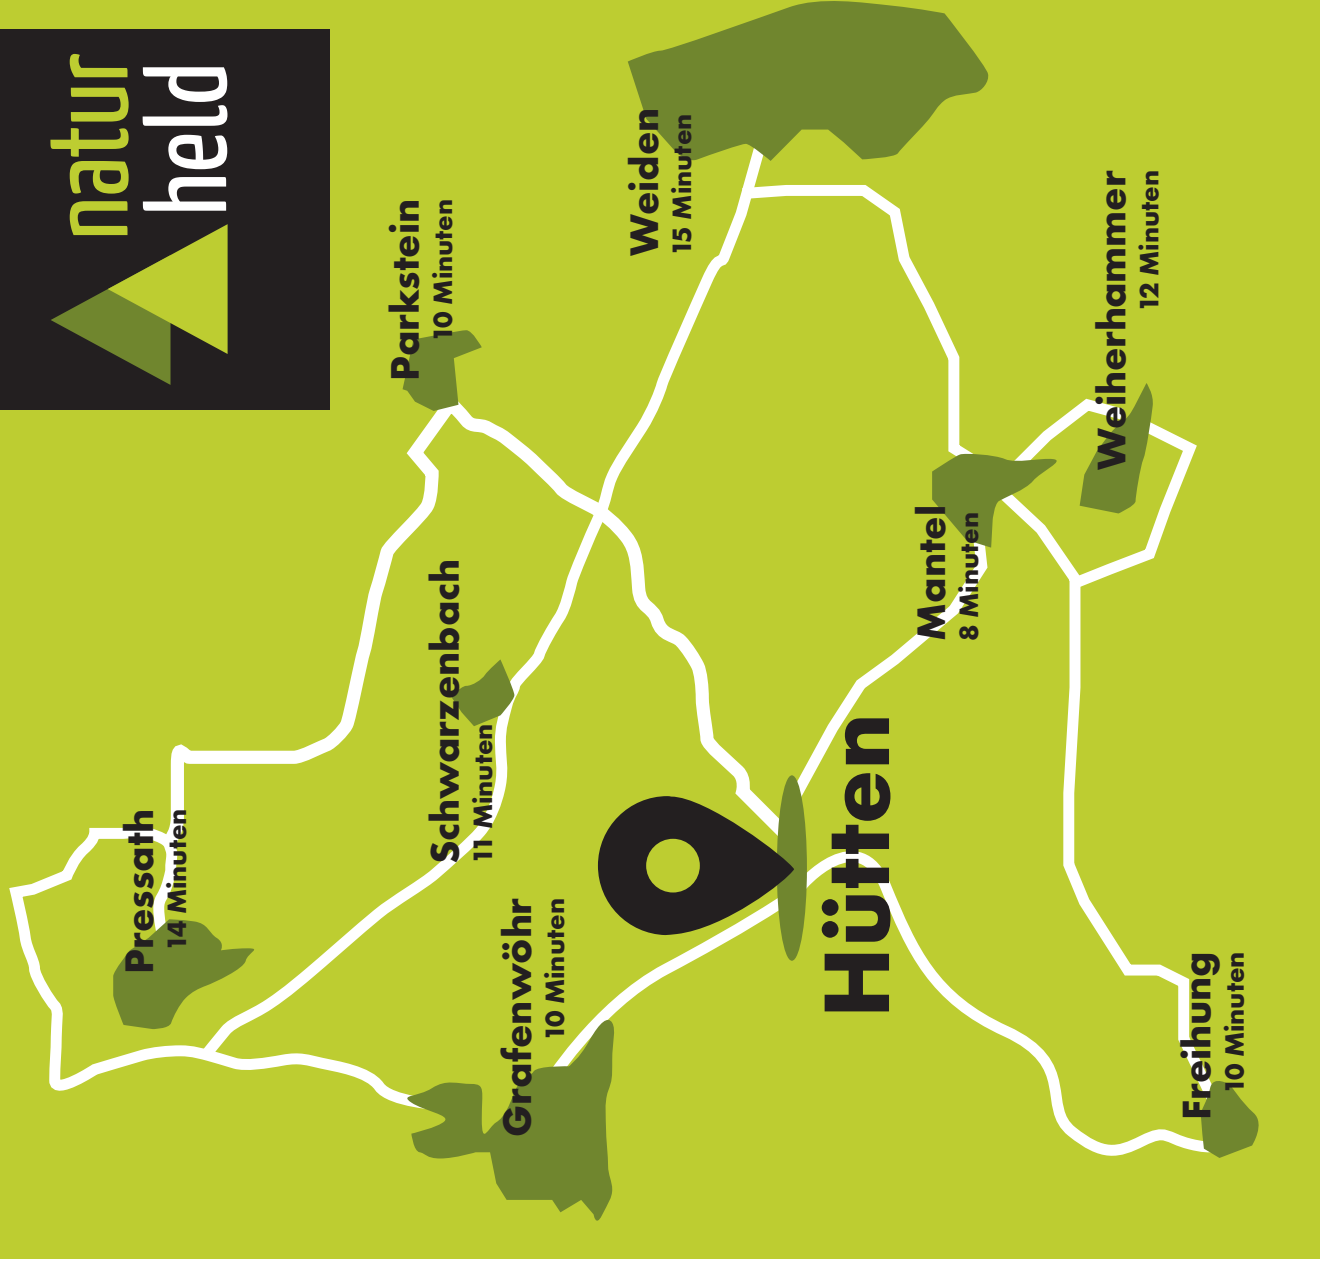 natur
held
Pressath
14 Minuten
Parkstein
10 Minuten
Schwarzenbach
11 Minuten
Grafenwöhr
10 Minuten
Weiden
15 Minuten
Hütten
Mantel
8 Minuten
Weiherhammer
12 Minuten
Freihung
10 Minuten